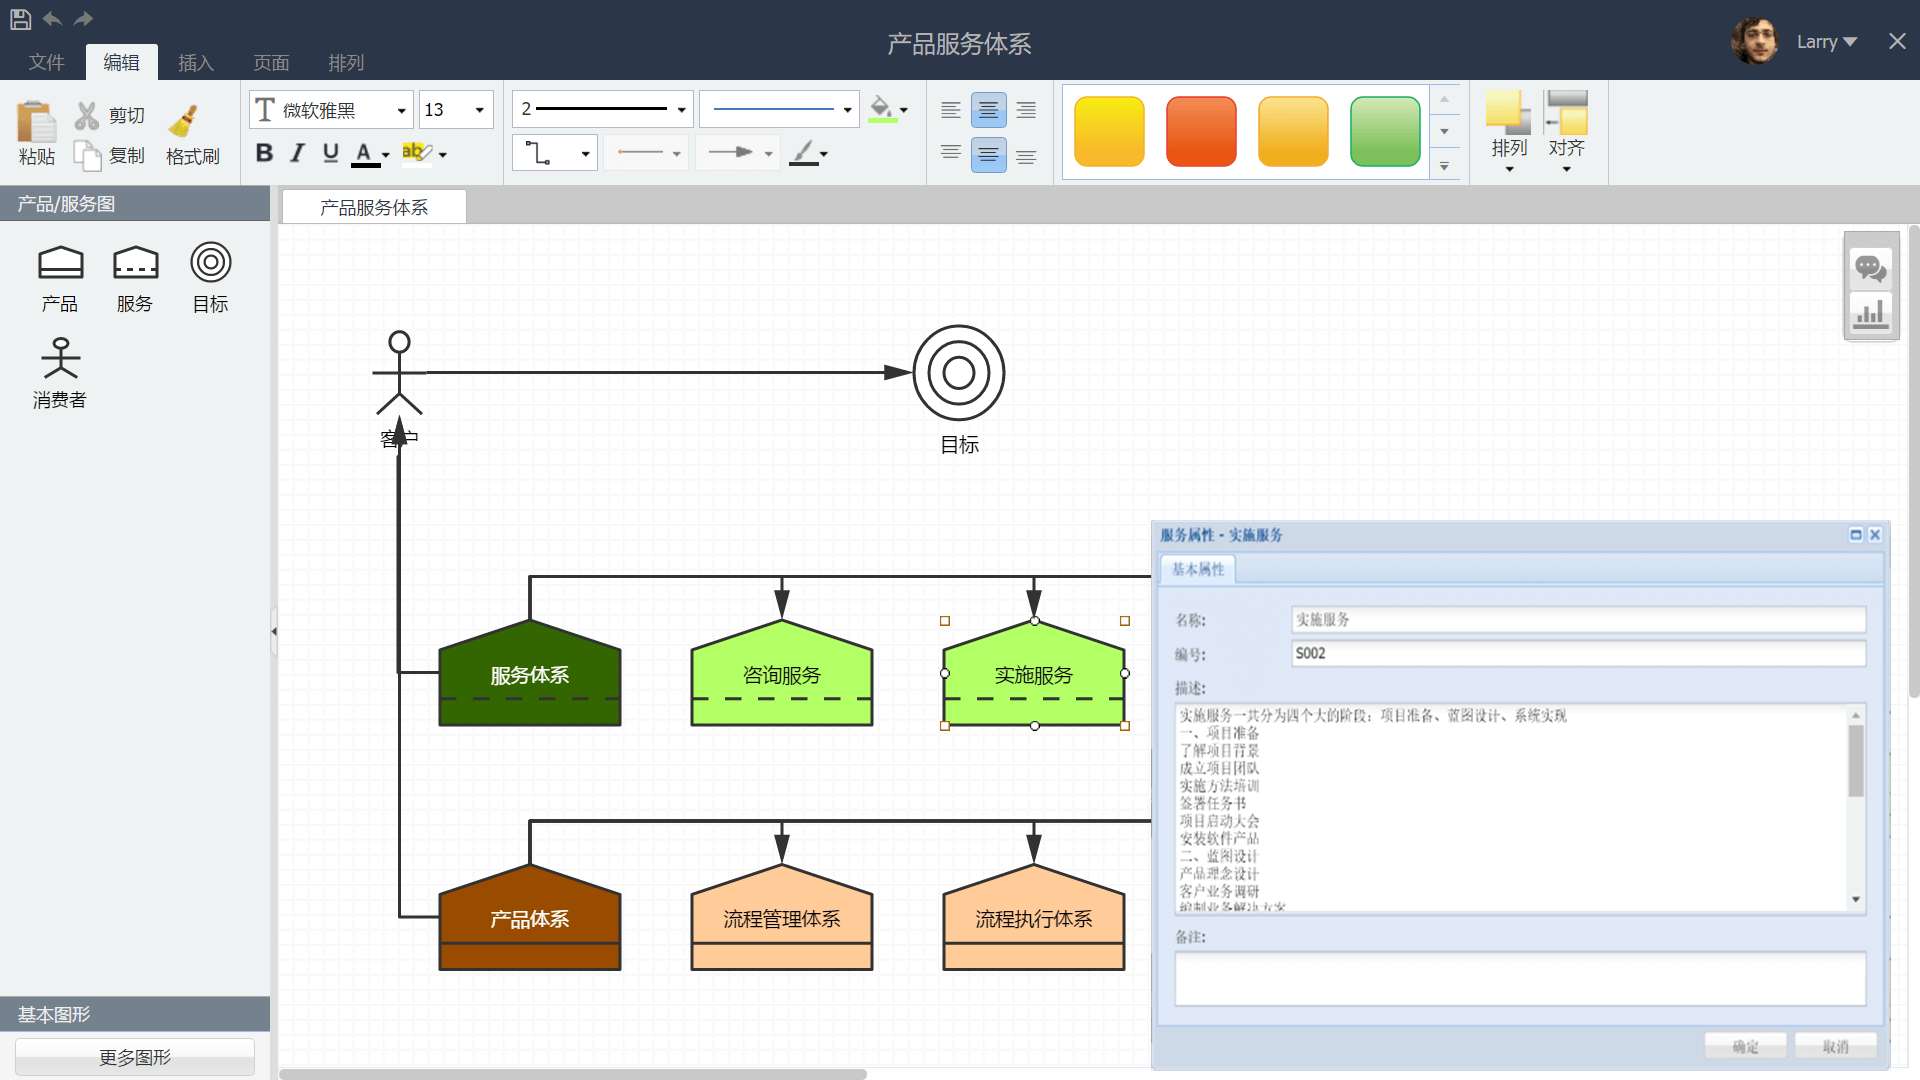 产品服务体系
Larry
文件 编辑 插入 页面 排列
粘贴
剪切
复制
格式刷
微软雅黑 13
B I U A ab
2
排列 对齐
产品/服务图
产品服务体系
产品 服务 目标
消费者
客户
目标
服务体系 咨询服务 实施服务
产品体系 流程管理体系 流程执行体系
服务属性 - 实施服务
基本属性
名称: 实施服务
编号: S002
描述:
实施服务一共分为四个大的阶段：项目准备、蓝图设计、系统实现
一、项目准备
了解项目背景
成立项目团队
实施方法培训
签署任务书
项目启动大会
安装软件产品
二、蓝图设计
产品理念设计
客户业务调研
编制业务解决方案
备注:
确定 取消
基本图形
更多图形